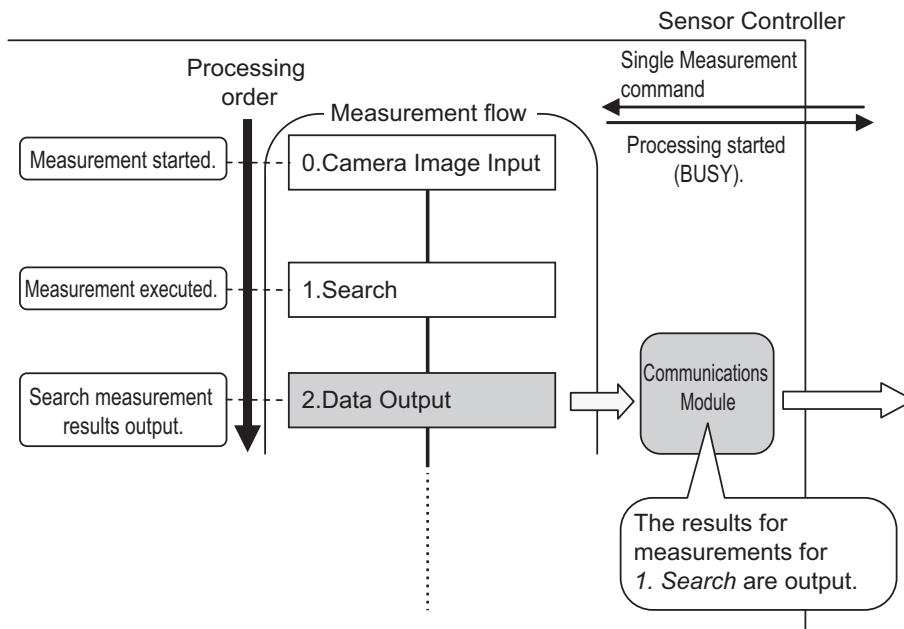 Sensor Controller
Processing
order
Single Measurement
command
Measurement flow
Processing started
(BUSY).
Measurement started.
0.Camera Image Input
Measurement executed.
1.Search
Search measurement
results output.
2.Data Output
Communications
Module
The results for
measurements for
1. Search are output.